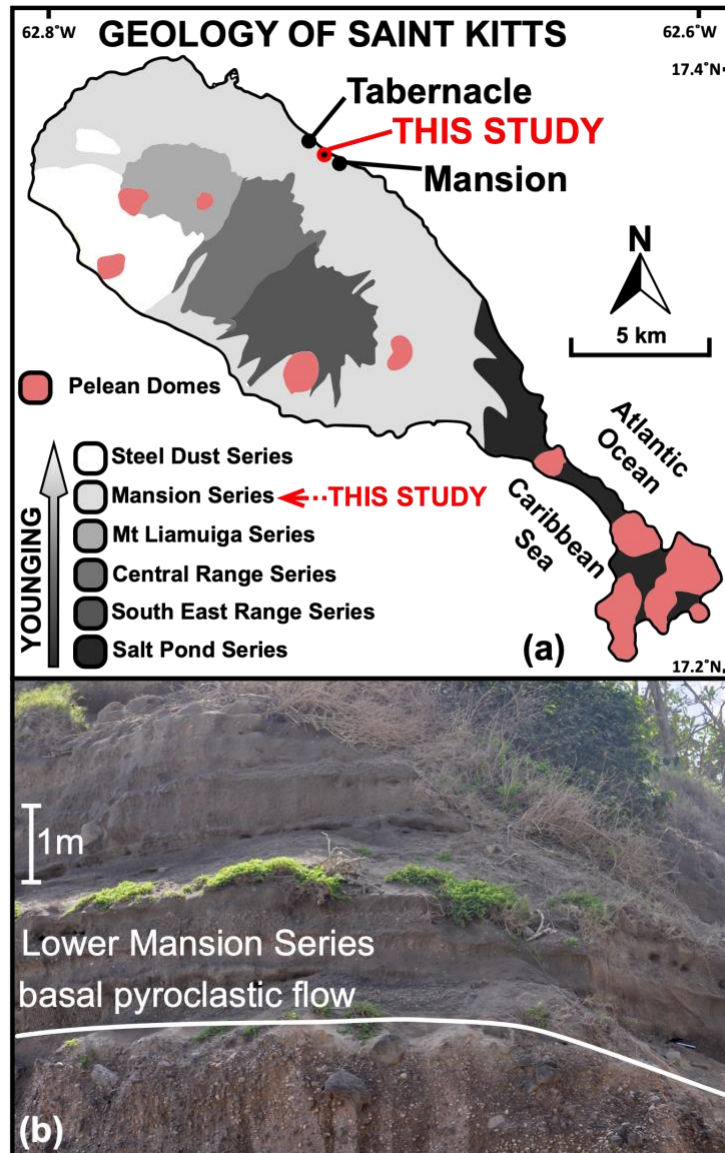 62.8°W
GEOLOGY OF SAINT KITTS
62.6°W
17.4°N
Tabernacle
THIS STUDY
Mansion
N
5 km
Pelean Domes
Atlantic
Ocean
Caribbean
Sea
YOUNGING
Steel Dust Series
Mansion Series
THIS STUDY
Mt Liamuiga Series
Central Range Series
South East Range Series
Salt Pond Series
(a)
17.2°N
1m
Lower Mansion Series
basal pyroclastic flow
(b)